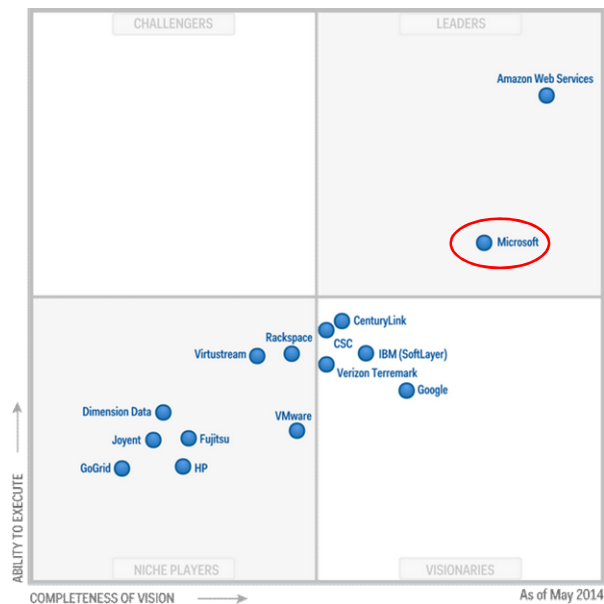 CHALLENGERS
LEADERS
Amazon Web Services
Microsoft
CenturyLink
CSC
Rackspace
Virtustream
IBM (SoftLayer)
Verizon Terremark
Google
Dimension Data
VMware
Joyent
Fujitsu
GoGrid
HP
NICHE PLAYERS
VISIONARIES
ABILITY TO EXECUTE
COMPLETENESS OF VISION
As of May 2014